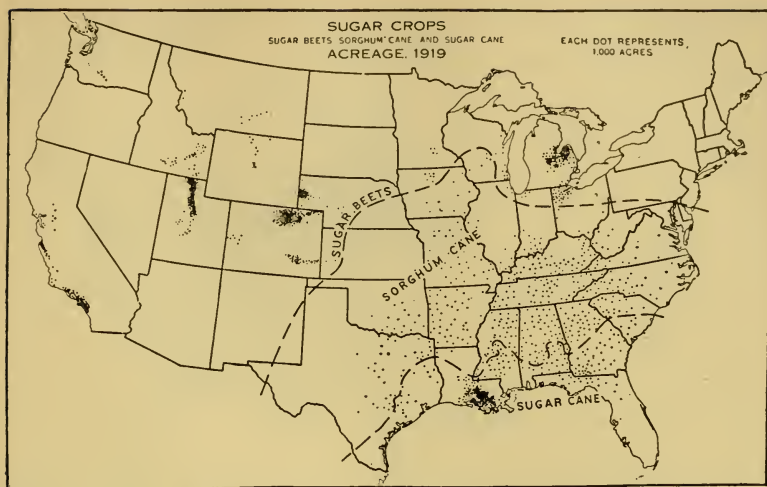 SUGAR CROPS
SUGAR BEETS SORGHUM CANE AND SUGAR CANE
ACREAGE, 1919
EACH DOT REPRESENTS,
1,000 ACRES
SUGAR BEETS
SORGHUM CANE
SUGAR CANE